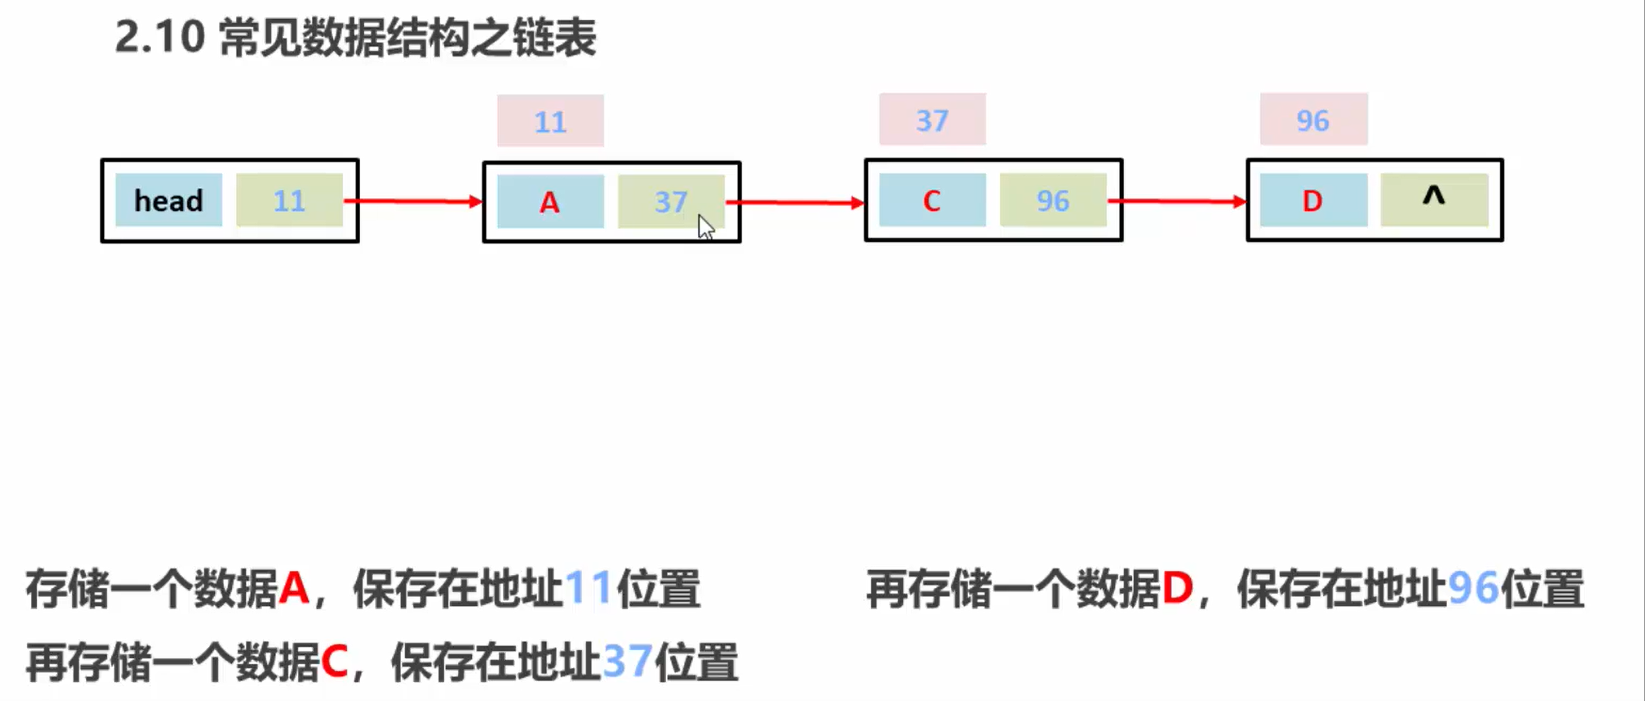 2.10 常见数据结构之链表
11 37 96
head 11 A 37 C 96 D ^
存储一个数据A，保存在地址11位置
再存储一个数据C，保存在地址37位置
再存储一个数据D，保存在地址96位置